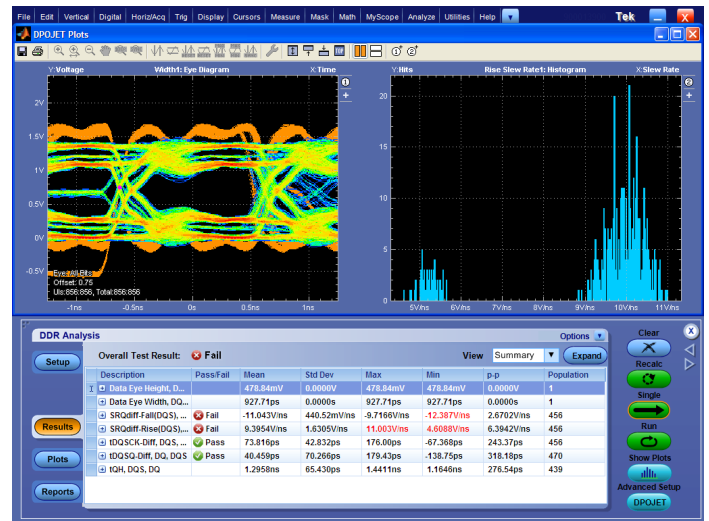 File Edit Vertical Digital Horiz/Acq Trig Display Cursors Measure Mask Math MyScope Analyze Utilities Help Tek X
DPOJET Plots
Y:Voltage Width1: Eye Diagram X:Time
2V
1.5V
1V
0.5V
0V
-0.5V
Offset: 0.75
UIs:856:856, Total:856:856
-1ns -0.5ns 0s 0.5ns 1ns
1
Y:Hits Rise Slew Rate1: Histogram X:Slew Rate
20
15
10
5
0
5V/ns 6V/ns 7V/ns 8V/ns 9V/ns 10V/ns 11V/ns
2
DDR Analysis Options
Setup
Results
Plots
Reports
Overall Test Result: Fail View Summary Expand
Description Pass/Fail Mean Std Dev Max Min p-p Population
1 Data Eye Height, D... 478.84mV 0.0000V 478.84mV 478.84mV 0.0000V 1
Data Eye Width, DQ... 927.71ps 0.0000s 927.71ps 927.71ps 0.0000s 1
SRQdiff-Fall(DQS), ... Fail -11.043V/ns 440.52mV/ns -9.7166V/ns -12.387V/ns 2.6702V/ns 456
SRQdiff-Rise(DQS),... Fail 9.3954V/ns 1.6305V/ns 11.003V/ns 4.6088V/ns 6.3942V/ns 456
tDQSCK-Diff, DQS, ... Pass 73.816ps 42.832ps 176.00ps -67.368ps 243.37ps 456
tDQSQ-Diff, DQ, DQS Pass 40.459ps 70.266ps 179.43ps -138.75ps 318.18ps 470
tQH, DQS, DQ 1.2958ns 65.430ps 1.4411ns 1.1646ns 276.54ps 439
Clear
Recalc
Single
Run
Show Plots
Advanced Setup
DPOJET